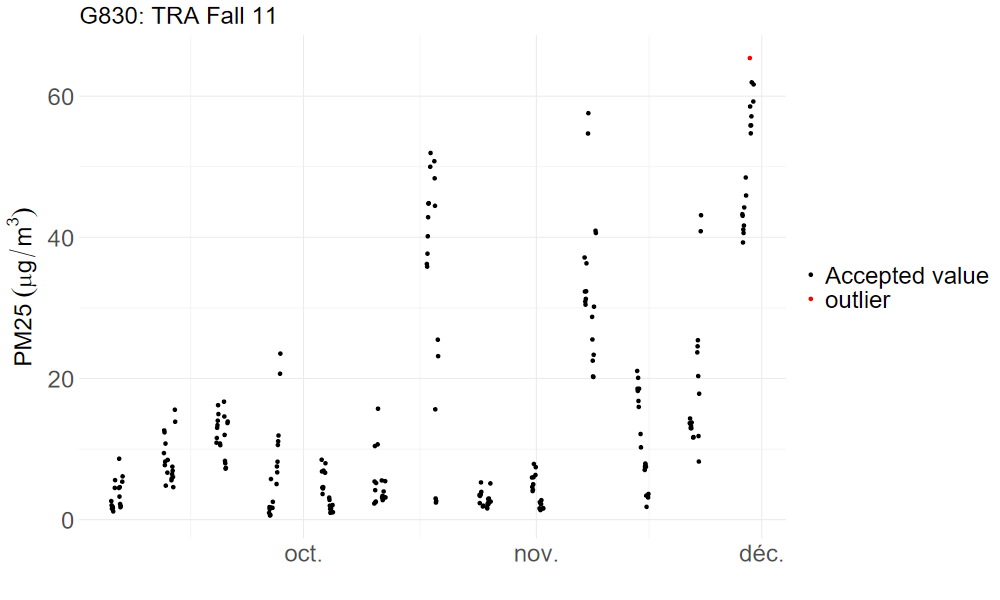 G830: TRA Fall 11
PM25 (μg/m³)
60
40
20
0
oct.
nov.
déc.
Accepted value
outlier